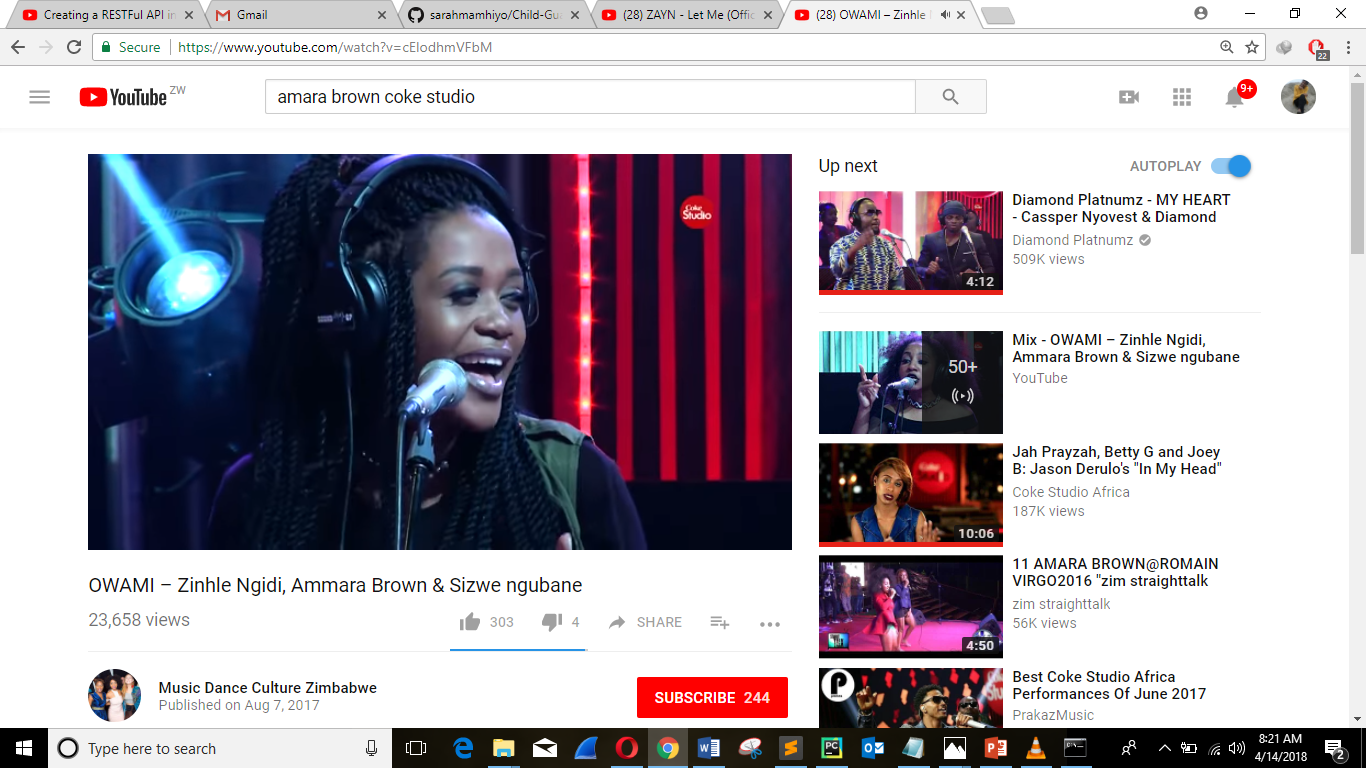 Creating a RESTFul API in
Gmail
sarahmamhiyo/Child-Gua
(28) ZAYN - Let Me (Offic
(28) OWAMI – Zinhle
Secure
https://www.youtube.com/watch?v=cEIodhmVFbM
22
YouTube ZW
amara brown coke studio
9+
Coke
Studio
OWAMI – Zinhle Ngidi, Ammara Brown & Sizwe ngubane
23,658 views
303
4
SHARE
Music Dance Culture Zimbabwe
Published on Aug 7, 2017
SUBSCRIBE 244
Up next
AUTOPLAY
4:12
Diamond Platnumz - MY HEART
- Cassper Nyovest & Diamond
Diamond Platnumz
509K views
50+
Mix - OWAMI – Zinhle Ngidi,
Ammara Brown & Sizwe ngubane
YouTube
10:06
Jah Prayzah, Betty G and Joey
B: Jason Derulo's "In My Head"
Coke Studio Africa
187K views
4:50
11 AMARA BROWN@ROMAIN
VIRGO2016 "zim straighttalk
zim straighttalk
56K views
Best Coke Studio Africa
Performances Of June 2017
PrakazMusic
Type here to search
8:21 AM
4/14/2018
2